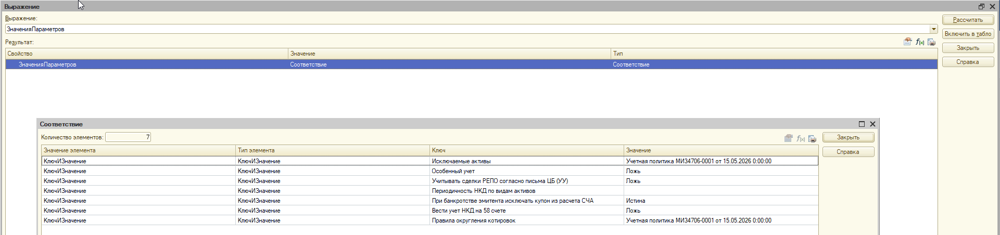 Выражение
Выражение:
ЗначенияПараметров
Рассчитать
Включить в табло
Закрыть
Справка
Результат:
Свойство Значение Тип
ЗначенияПараметров Соответствие Соответствие
Соответствие
Количество элементов: 7
Закрыть
Справка
Значение элемента Тип элемента Ключ Значение
КлючИЗначение КлючИЗначение Исключаемые активы Учетная политика МИ34706-0001 от 15.05.2026 0:00:00
КлючИЗначение КлючИЗначение Особенный учет Ложь
КлючИЗначение КлючИЗначение Учитывать сделки РЕПО согласно письма ЦБ (УУ) Ложь
КлючИЗначение КлючИЗначение Периодичность НКД по видам активов
КлючИЗначение КлючИЗначение При банкротстве эмитента исключать купон из расчета СЧА Истина
КлючИЗначение КлючИЗначение Вести учет НКД на 58 счете Ложь
КлючИЗначение КлючИЗначение Правила округления котировок Учетная политика МИ34706-0001 от 15.05.2026 0:00:00